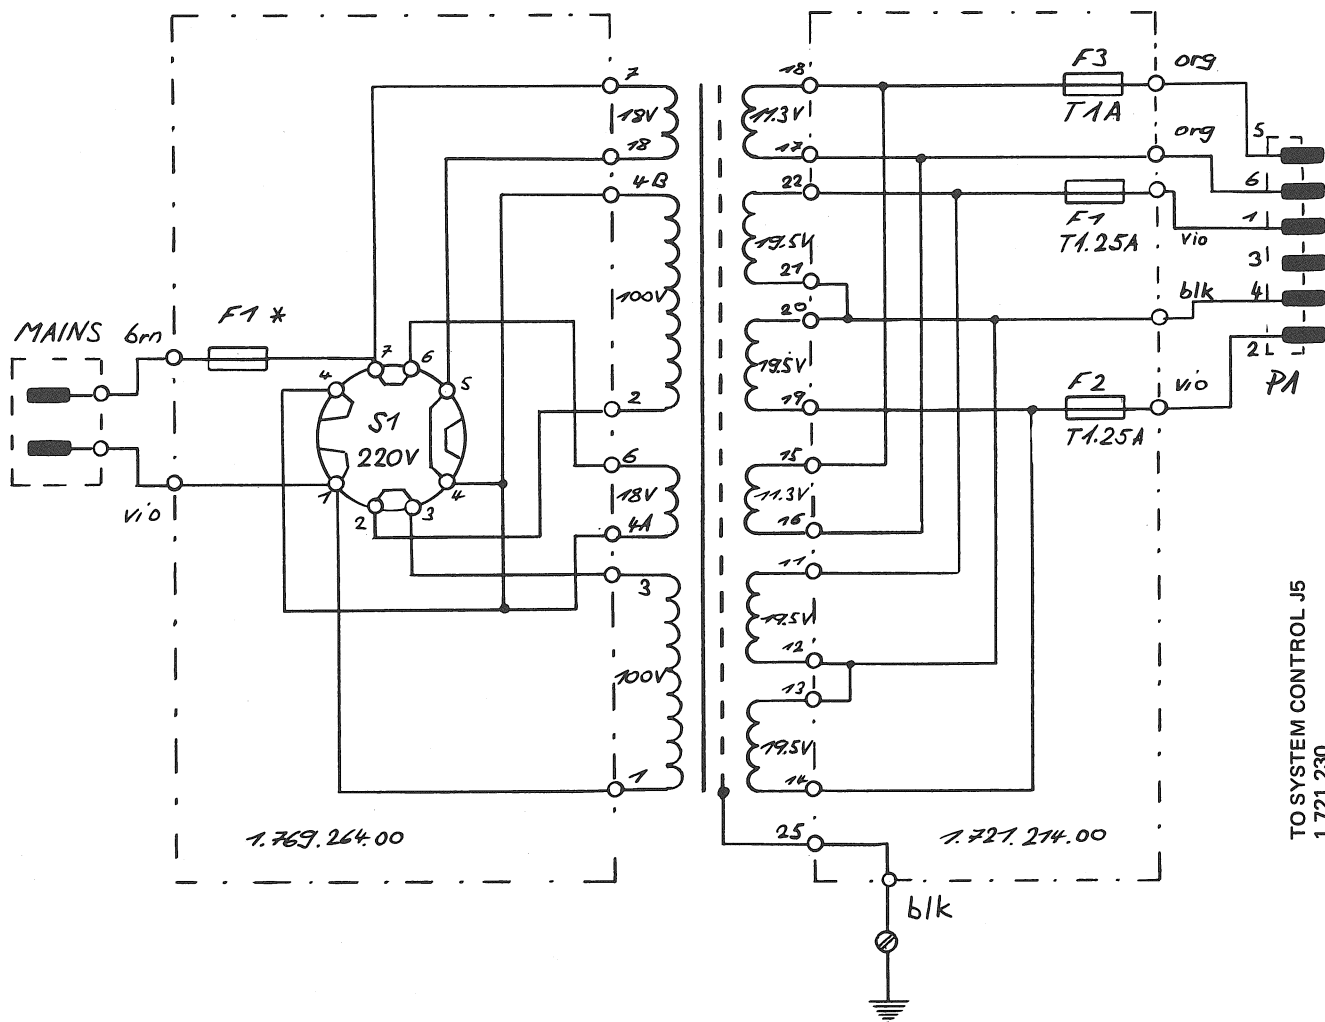 MAINS
brn
F1 *
vio
7
18V
18
4B
100V
2
6
18V
4A
3
100V
1
7
6
4
5
S1
220V
1
4
2
3
1.769.264.00
18
11.3V
17
22
19.5V
21
20
19.5V
19
15
11.3V
16
11
19.5V
12
13
19.5V
14
25
1.721.214.00
blk
F3
T1A
org
org
F1
T1.25A
vio
blk
F2
T1.25A
vio
5
6
1
3
4
2
P1
TO SYSTEM CONTROL J5
1.721.230